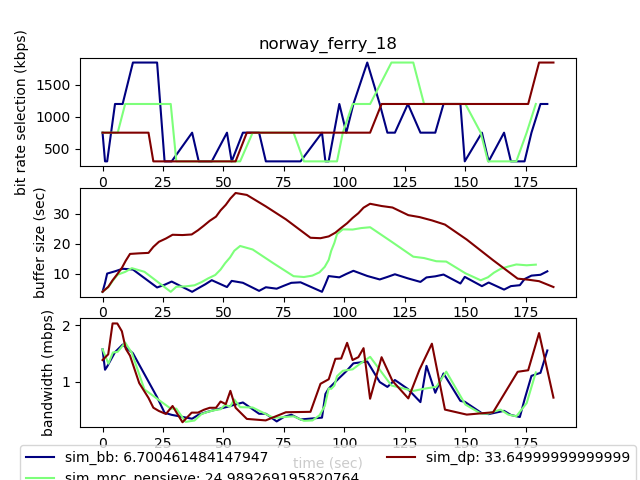 norway_ferry_18
bit rate selection (kbps)
1500
1000
500
0 25 50 75 100 125 150 175
buffer size (sec)
30
20
10
0 25 50 75 100 125 150 175
bandwidth (mbps)
2
1
0 25 50 75 100 125 150 175
time (sec)
sim_bb: 6.700461484147947
sim_mpc_pensieve: 24.989269195820764
sim_dp: 33.64999999999999